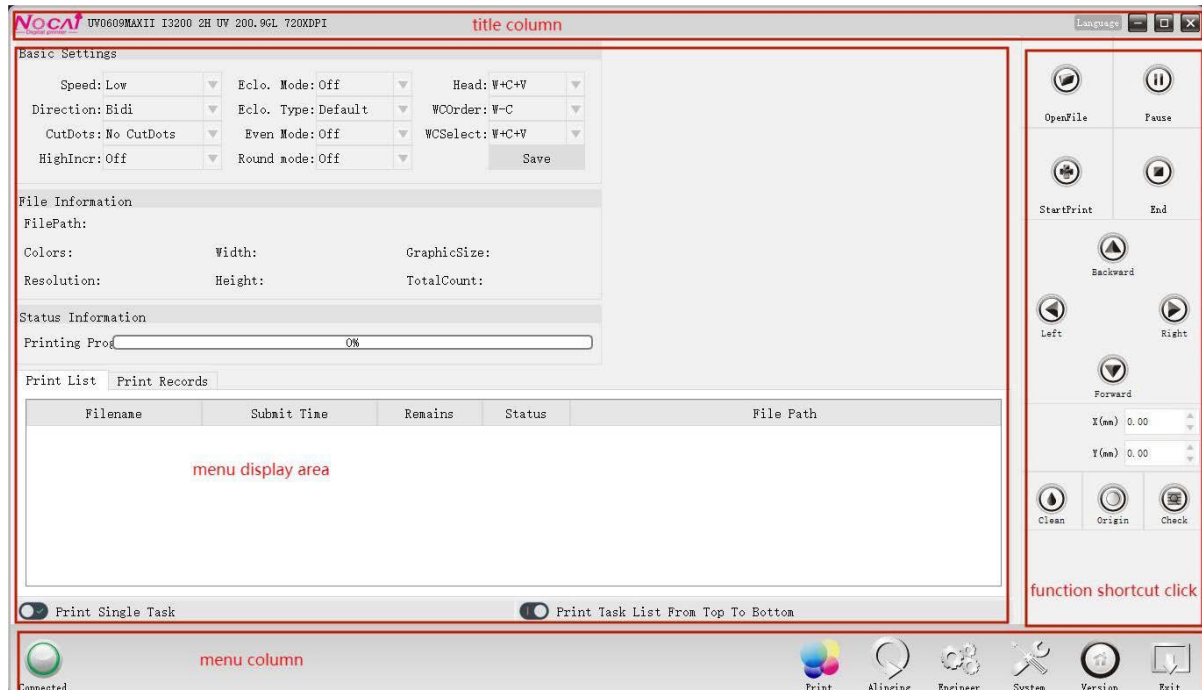 NOCAI UV0609MAXII I3200 2H UV 200.9GL 720XDPI title column Language
Digital printer
Basic Settings
Speed: Low Eclo. Mode: Off Head: W+C+V
Direction: Bidi Eclo. Type: Default WCOrder: W-C
CutDots: No CutDots Even Mode: Off WCSelect: W+C+V
HighIncr: Off Round mode: Off Save
File Information
FilePath:
Colors: Width: GraphicSize:
Resolution: Height: TotalCount:
Status Information
Printing Prog 0%
Print List Print Records
Filename Submit Time Remains Status File Path
menu display area
Print Single Task Print Task List From Top To Bottom
OpenFile Pause
StartPrint End
Backward
Left Right
Forward
X(mm) 0.00
Y(mm) 0.00
Clean Origin Check
function shortcut click
menu column
Connected Print Alinging Engineer System Version Exit